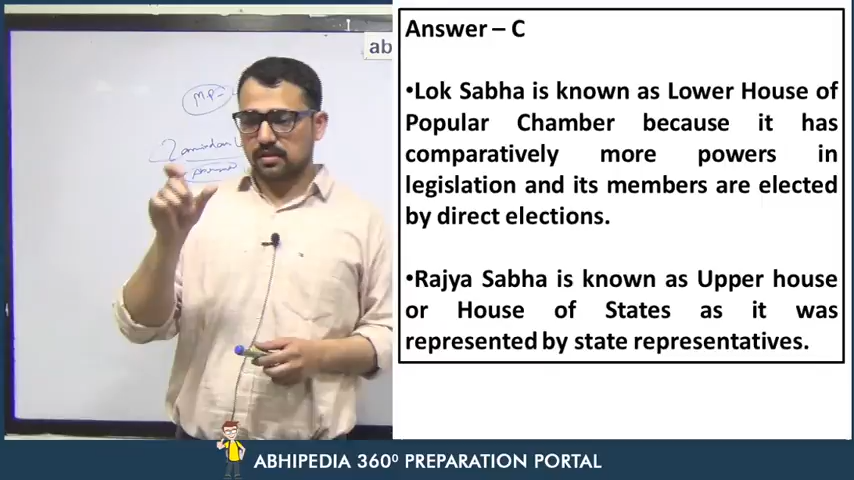 ab
MP
Answer – C
•Lok Sabha is known as Lower House of
Popular Chamber because it has
comparatively more powers in
legislation and its members are elected
by direct elections.
•Rajya Sabha is known as Upper house
or House of States as it was
represented by state representatives.
ABHIPEDIA 360⁰ PREPARATION PORTAL